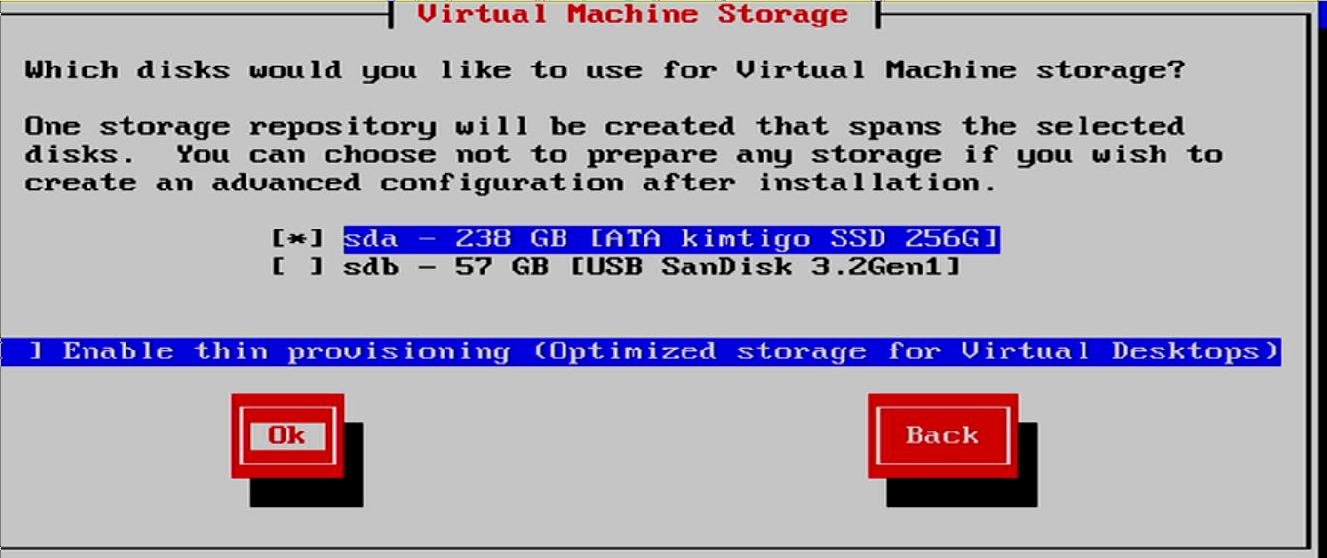 Virtual Machine Storage
Which disks would you like to use for Virtual Machine storage?
One storage repository will be created that spans the selected
disks.  You can choose not to prepare any storage if you wish to
create an advanced configuration after installation.
[*] sda - 238 GB [ATA kimtigo SSD 256G]
[ ] sdb - 57 GB [USB SanDisk 3.2Gen1]
] Enable thin provisioning (Optimized storage for Virtual Desktops)
Ok Back